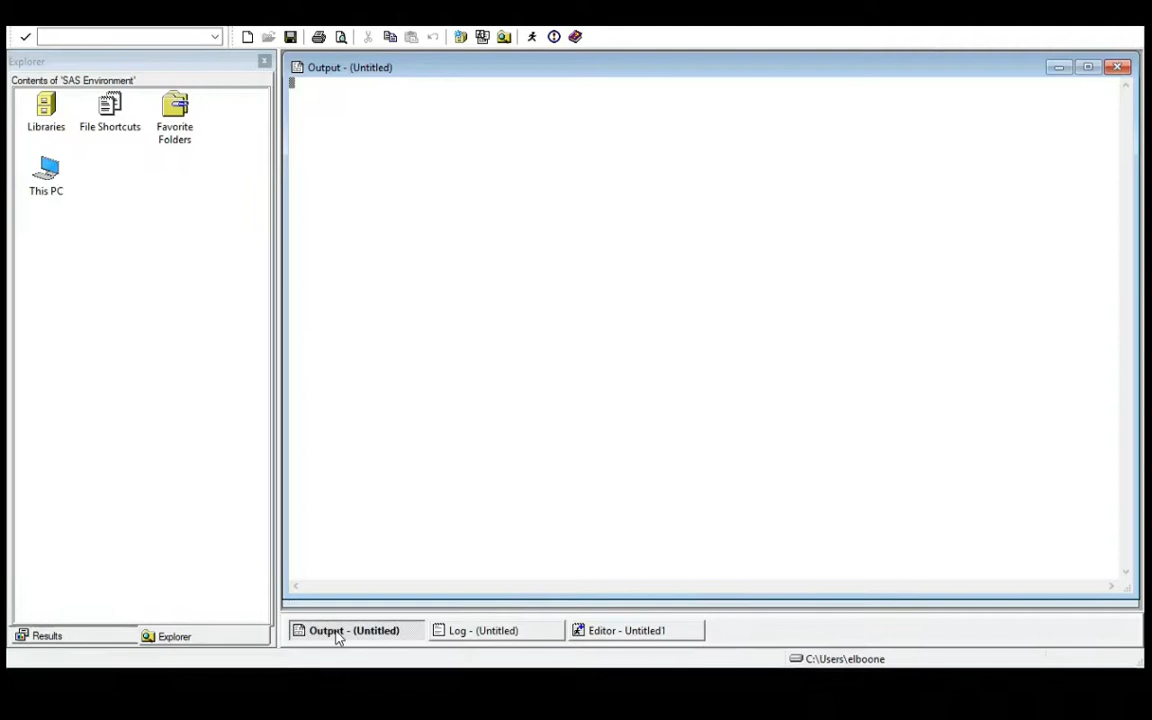 Explorer
Contents of 'SAS Environment'
Libraries
File Shortcuts
Favorite
Folders
This PC
Output - (Untitled)
Results
Explorer
Output - (Untitled)
Log - (Untitled)
Editor - Untitled1
C:\Users\elboone